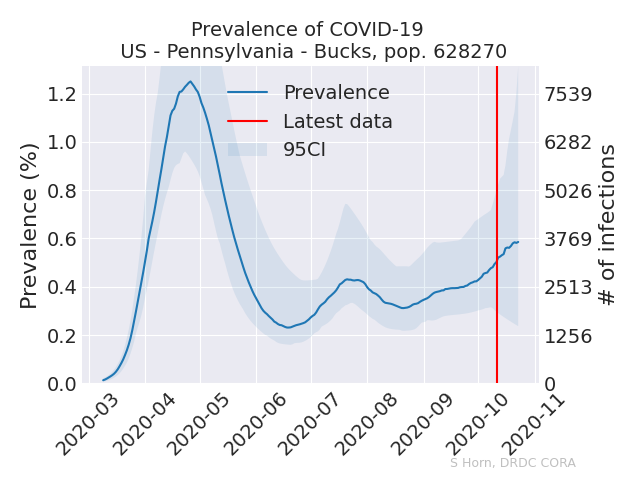 Prevalence of COVID-19
US - Pennsylvania - Bucks, pop. 628270
Prevalence
Latest data
95CI
Prevalence (%)
1.2
1.0
0.8
0.6
0.4
0.2
0.0
7539
6282
5026
3769
2513
1256
0
# of infections
2020-03
2020-04
2020-05
2020-06
2020-07
2020-08
2020-09
2020-10
2020-11
S Horn, DRDC CORA